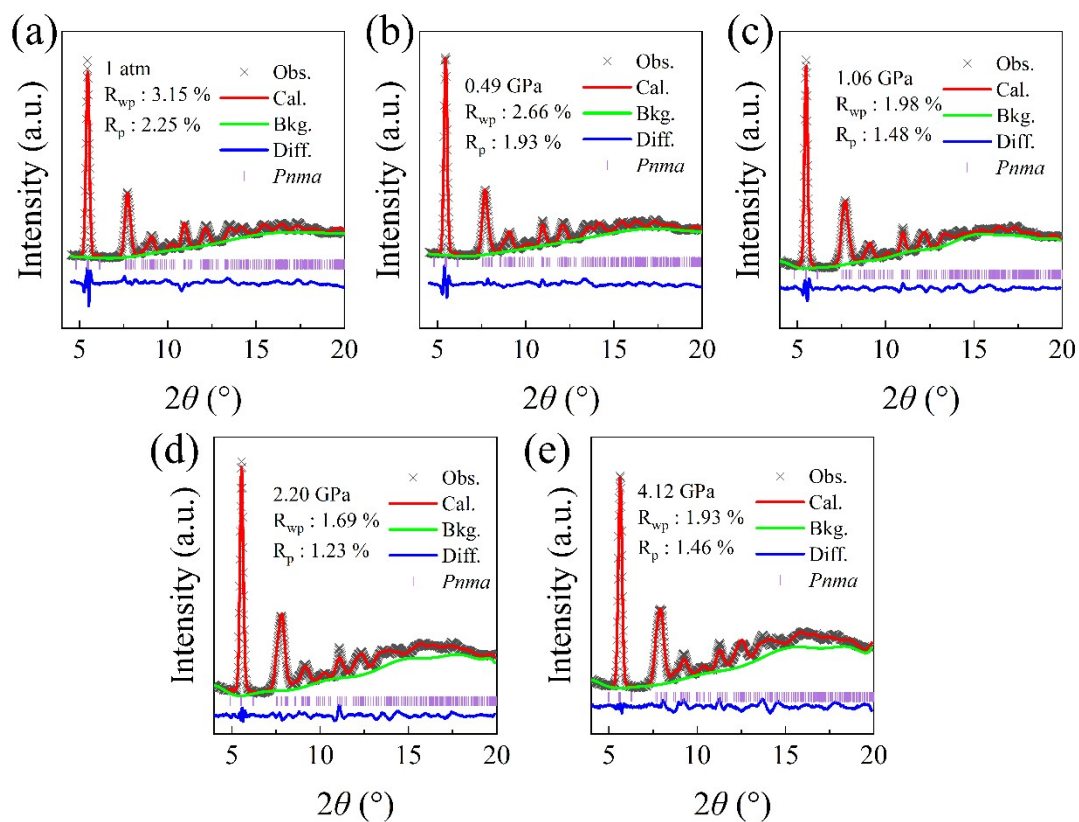 (a)
1 atm
R_wp : 3.15 %
R_p : 2.25 %
Obs.
Cal.
Bkg.
Diff.
Pnma
Intensity (a.u.)
5 10 15 20
2θ (°)
(b)
0.49 GPa
R_wp : 2.66 %
R_p : 1.93 %
Obs.
Cal.
Bkg.
Diff.
Pnma
Intensity (a.u.)
5 10 15 20
2θ (°)
(c)
1.06 GPa
R_wp : 1.98 %
R_p : 1.48 %
Obs.
Cal.
Bkg.
Diff.
Pnma
Intensity (a.u.)
5 10 15 20
2θ (°)
(d)
2.20 GPa
R_wp : 1.69 %
R_p : 1.23 %
Obs.
Cal.
Bkg.
Diff.
Pnma
Intensity (a.u.)
5 10 15 20
2θ (°)
(e)
4.12 GPa
R_wp : 1.93 %
R_p : 1.46 %
Obs.
Cal.
Bkg.
Diff.
Pnma
Intensity (a.u.)
5 10 15 20
2θ (°)